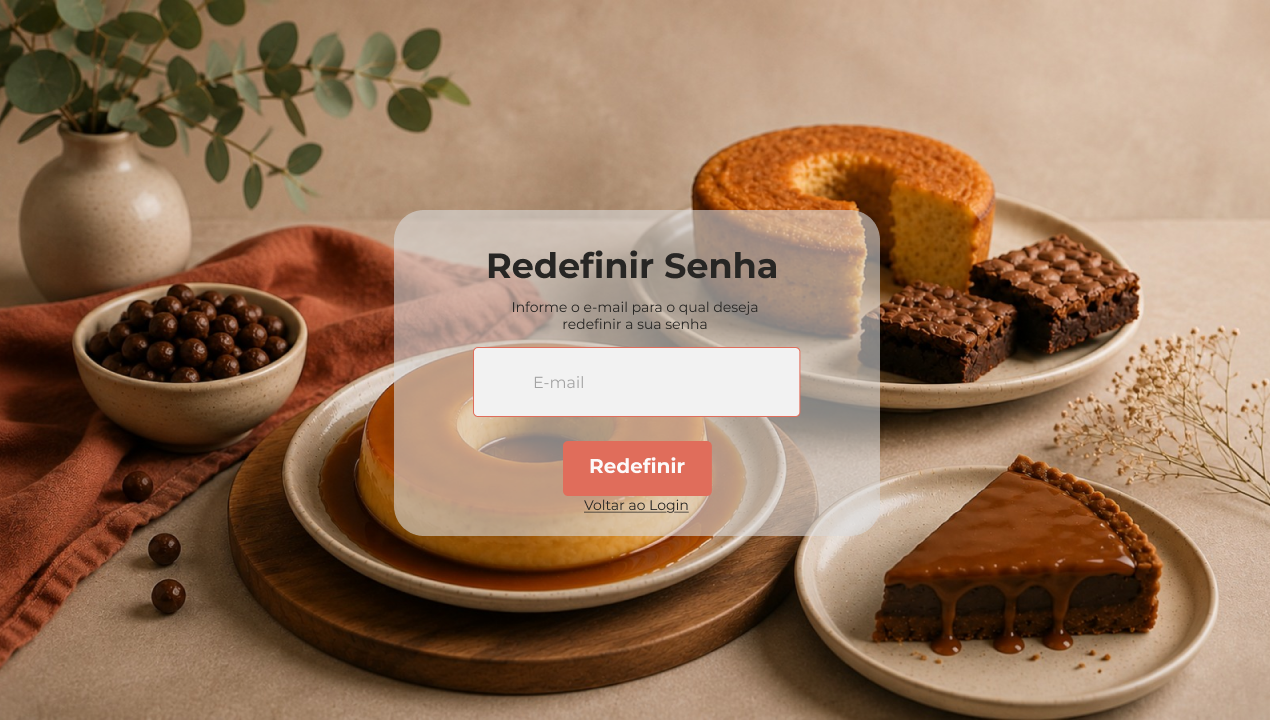 Redefinir Senha
Informe o e-mail para o qual deseja
redefinir a sua senha
E-mail
Redefinir
Voltar ao Login